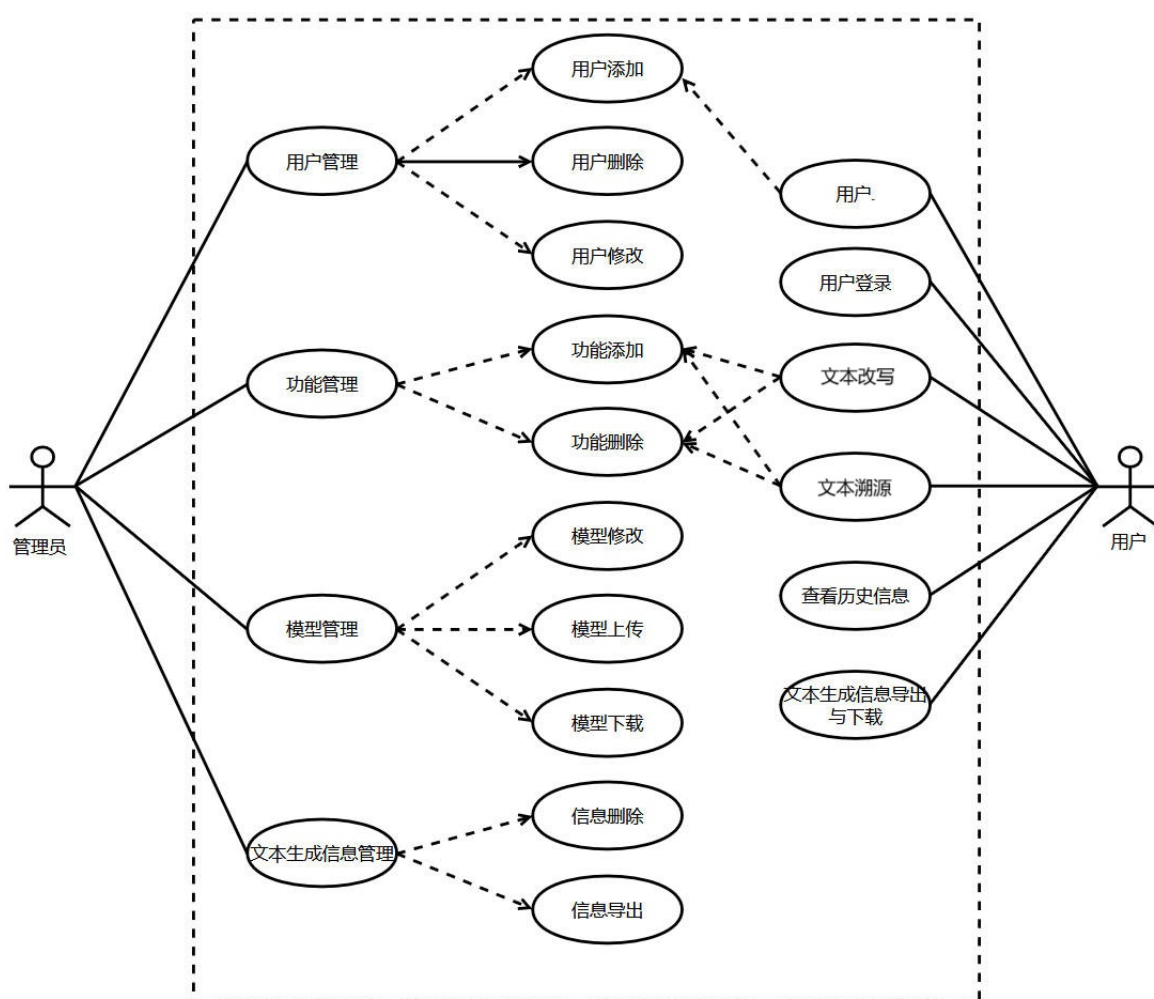 用户添加
用户管理
用户删除
用户.
用户修改
用户登录
功能添加
功能管理
文本改写
功能删除
文本溯源
模型修改
管理员
用户
查看历史信息
模型管理
模型上传
文本生成信息导出
与下载
模型下载
信息删除
文本生成信息管理
信息导出